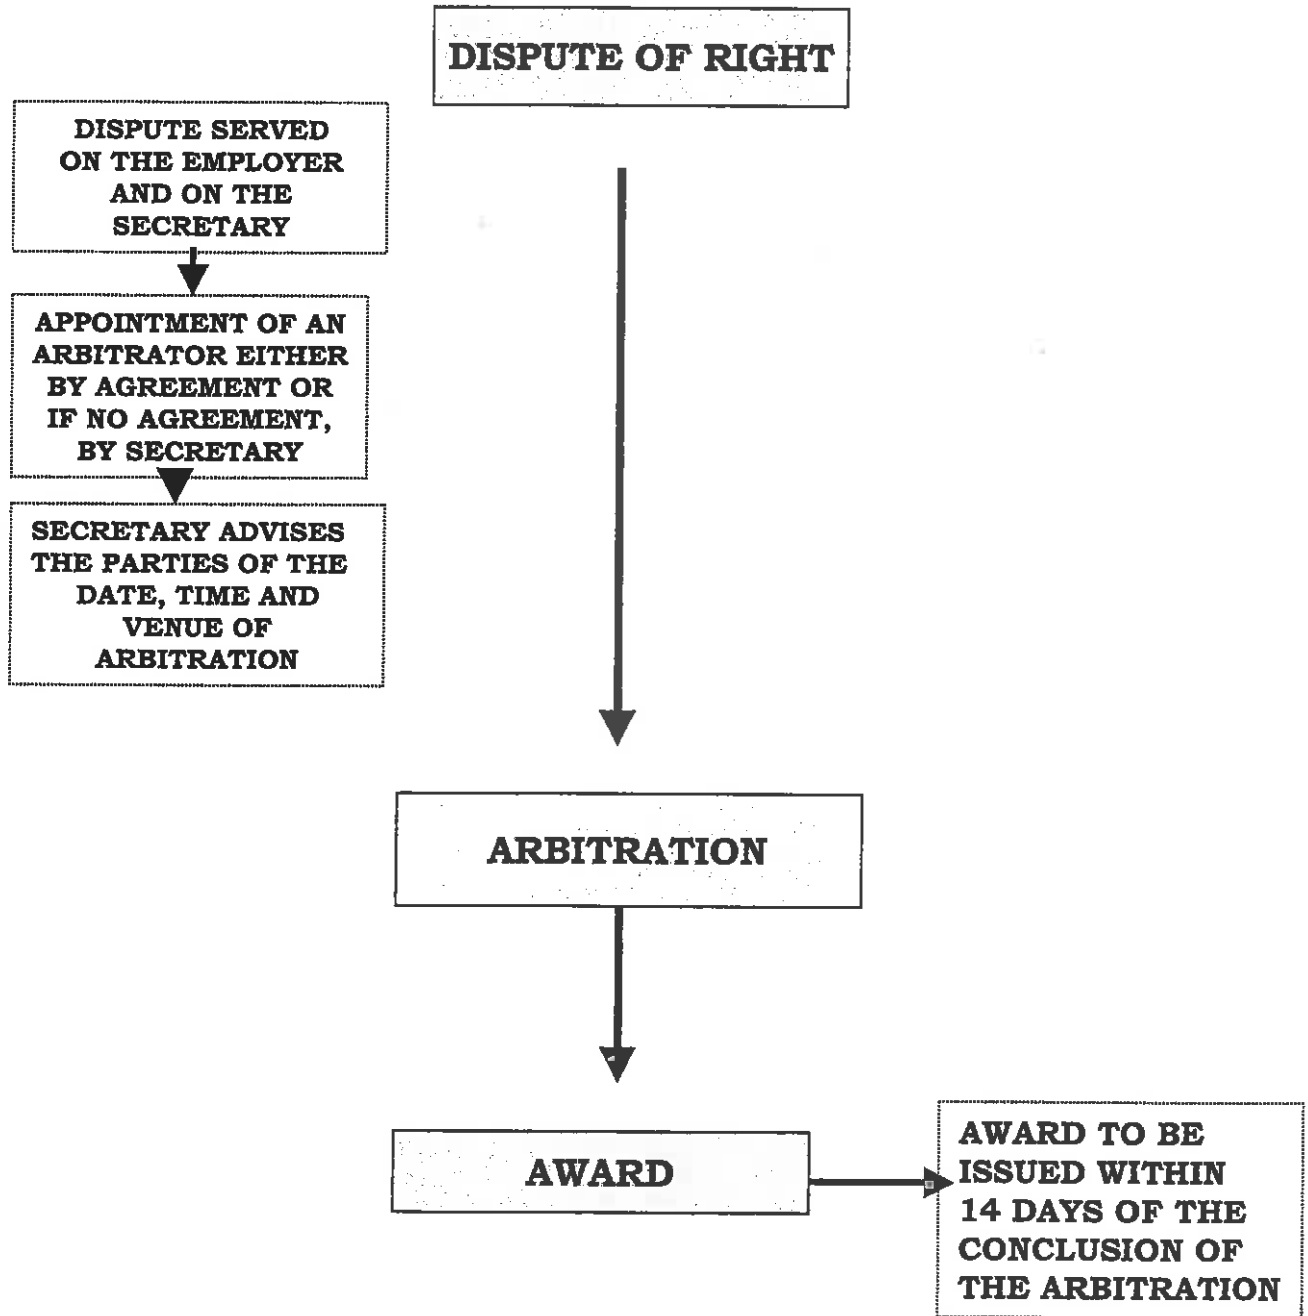 DISPUTE OF RIGHT
DISPUTE SERVED
ON THE EMPLOYER
AND ON THE
SECRETARY
APPOINTMENT OF AN
ARBITRATOR EITHER
BY AGREEMENT OR
IF NO AGREEMENT,
BY SECRETARY
SECRETARY ADVISES
THE PARTIES OF THE
DATE, TIME AND
VENUE OF
ARBITRATION
ARBITRATION
AWARD
AWARD TO BE
ISSUED WITHIN
14 DAYS OF THE
CONCLUSION OF
THE ARBITRATION